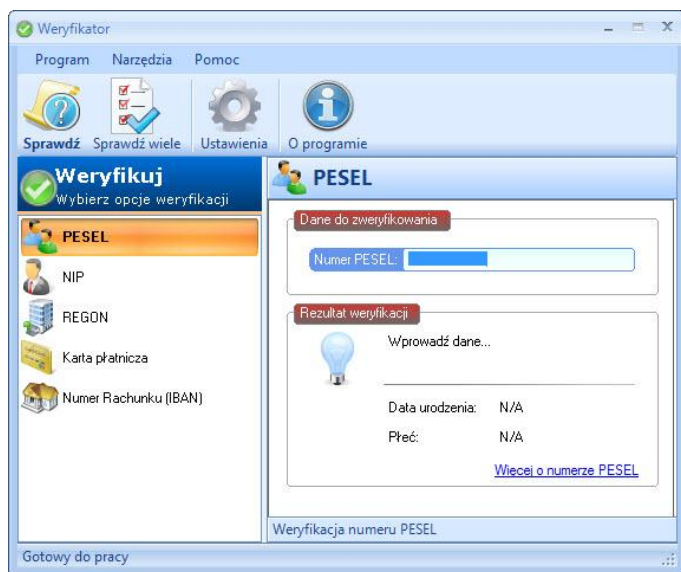 Weryfikator
Program Narzędzia Pomoc
Sprawdź Sprawdź wiele Ustawienia O programie
Weryfikuj
Wybierz opcje weryfikacji
PESEL
NIP
REGON
Karta płatnicza
Numer Rachunku (IBAN)
PESEL
Dane do zweryfikowania
Numer PESEL:
Rezultat weryfikacji
Wprowadź dane...
Data urodzenia: N/A
Płeć: N/A
Więcej o numerze PESEL
Weryfikacja numeru PESEL
Gotowy do pracy